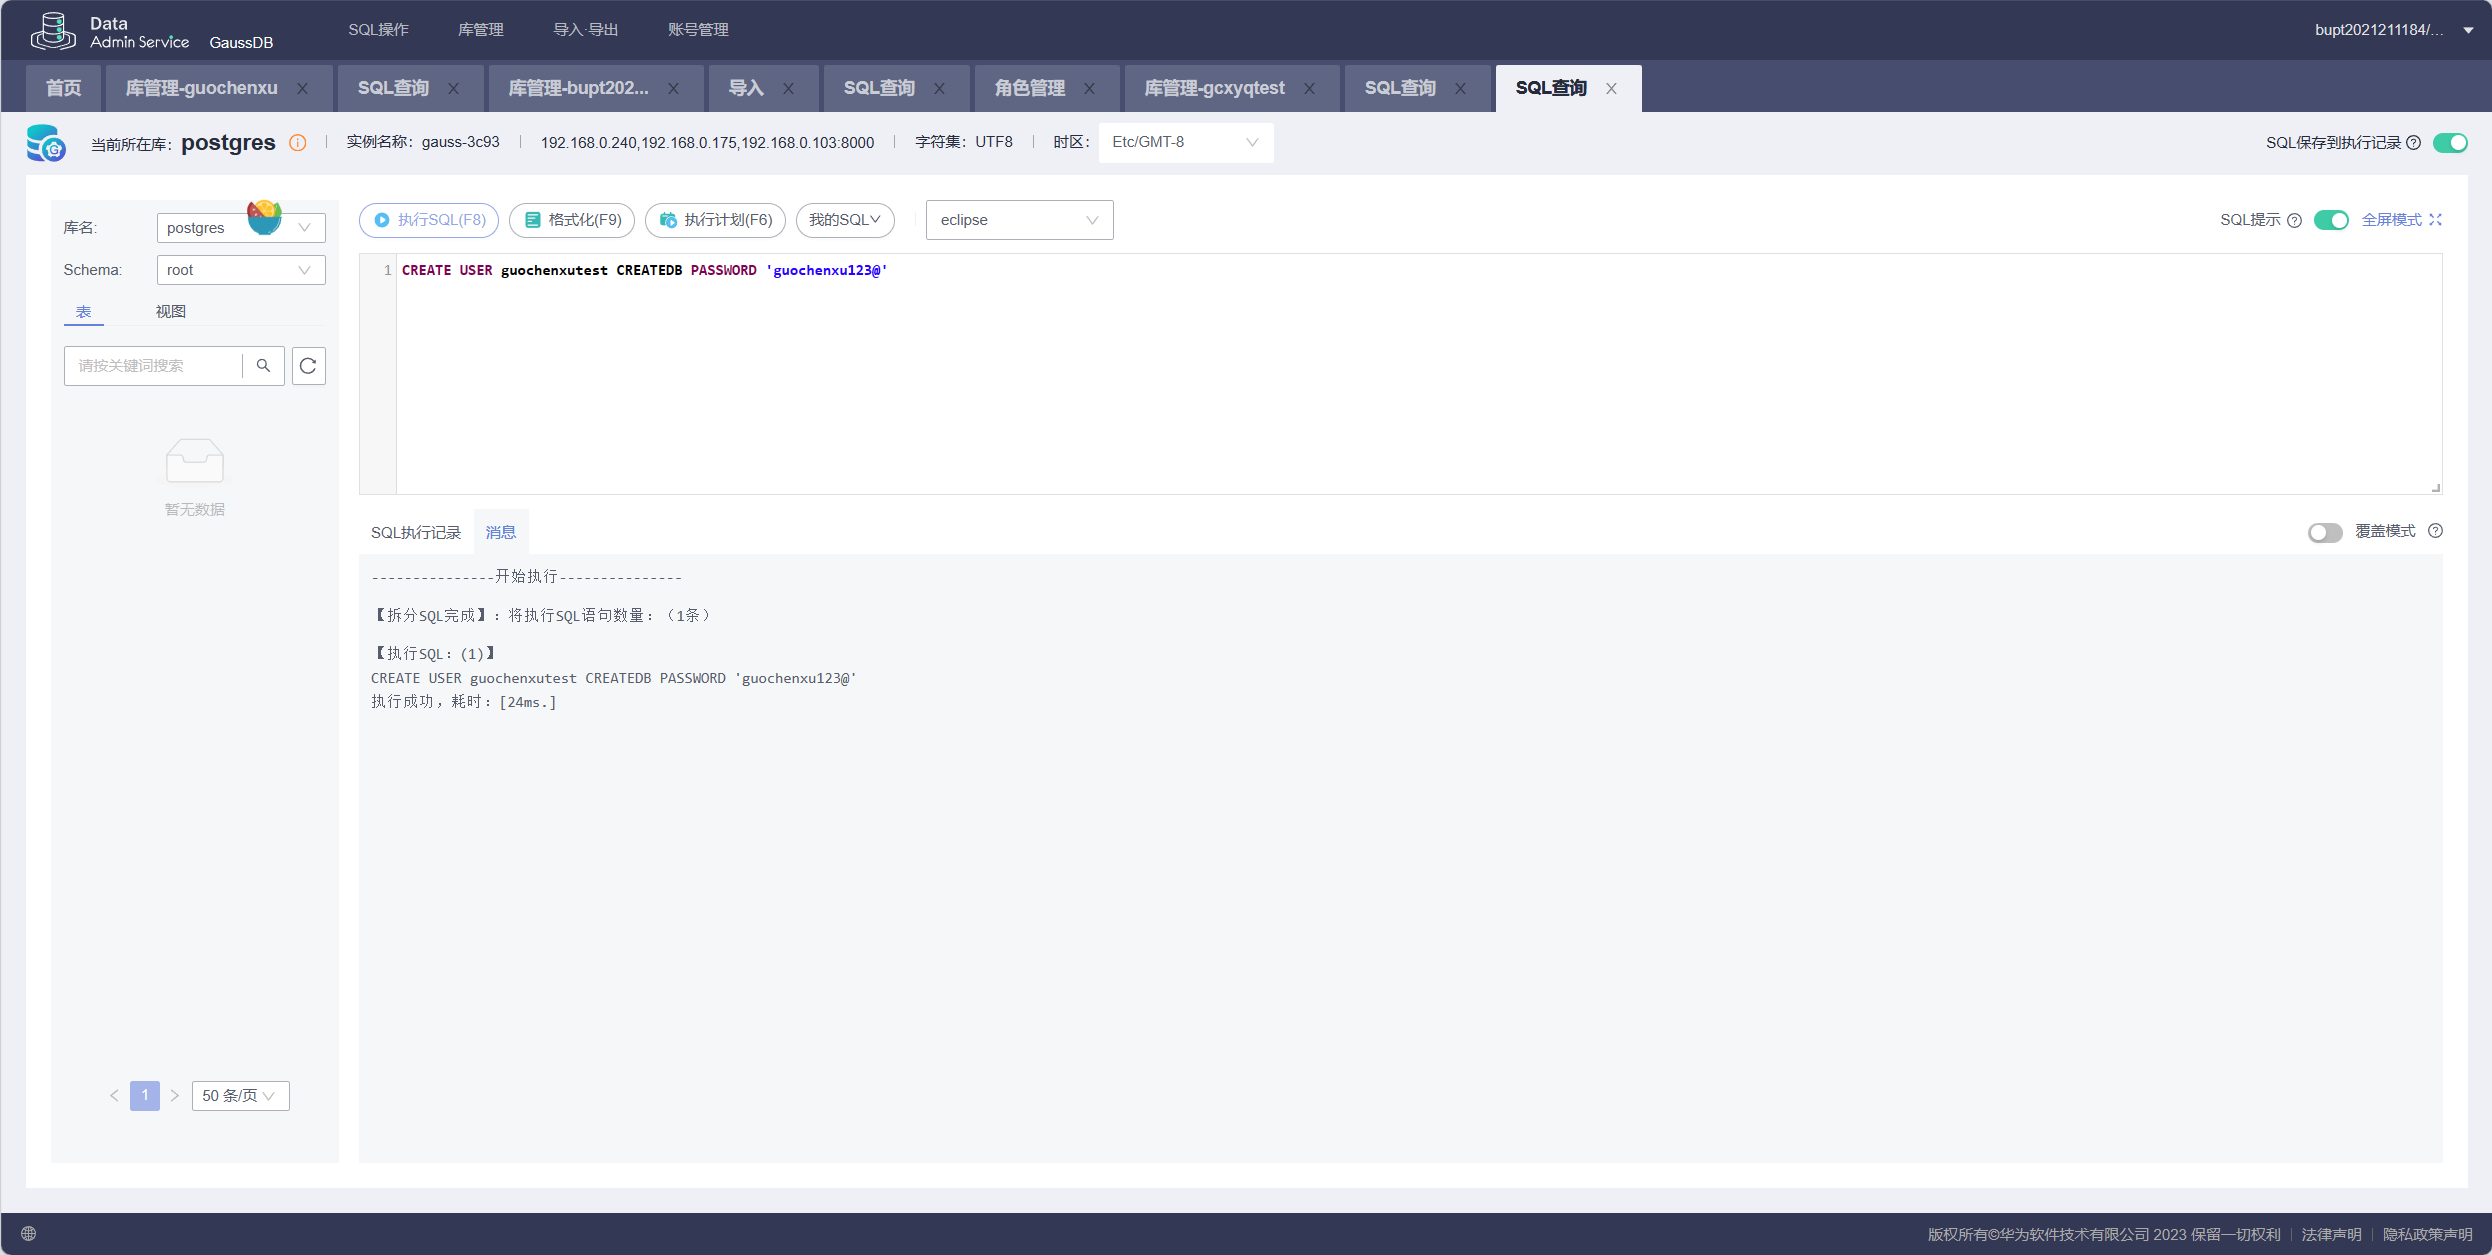 Data
Admin Service GaussDB SQL操作 库管理 导入·导出 账号管理 bupt2021211184/...
首页 库管理-guochenxu SQL查询 库管理-bupt202... 导入 SQL查询 角色管理 库管理-gcxyqtest SQL查询 SQL查询
当前所在库: postgres 实例名称: gauss-3c93 192.168.0.240,192.168.0.175,192.168.0.103:8000 字符集: UTF8 时区: Etc/GMT-8 SQL保存到执行记录
库名: postgres
Schema: root
表 视图
请按关键词搜索
暂无数据
1
50 条/页
执行SQL(F8) 格式化(F9) 执行计划(F6) 我的SQL eclipse SQL提示 全屏模式
1 CREATE USER guochenxutest CREATEDB PASSWORD 'guochenxu123@'
SQL执行记录 消息 覆盖模式
---------------开始执行---------------
【拆分SQL完成】：将执行SQL语句数量：（1条）
【执行SQL：(1)】
CREATE USER guochenxutest CREATEDB PASSWORD 'guochenxu123@'
执行成功，耗时：[24ms.]
版权所有©华为软件技术有限公司 2023 保留一切权利 法律声明 隐私政策声明